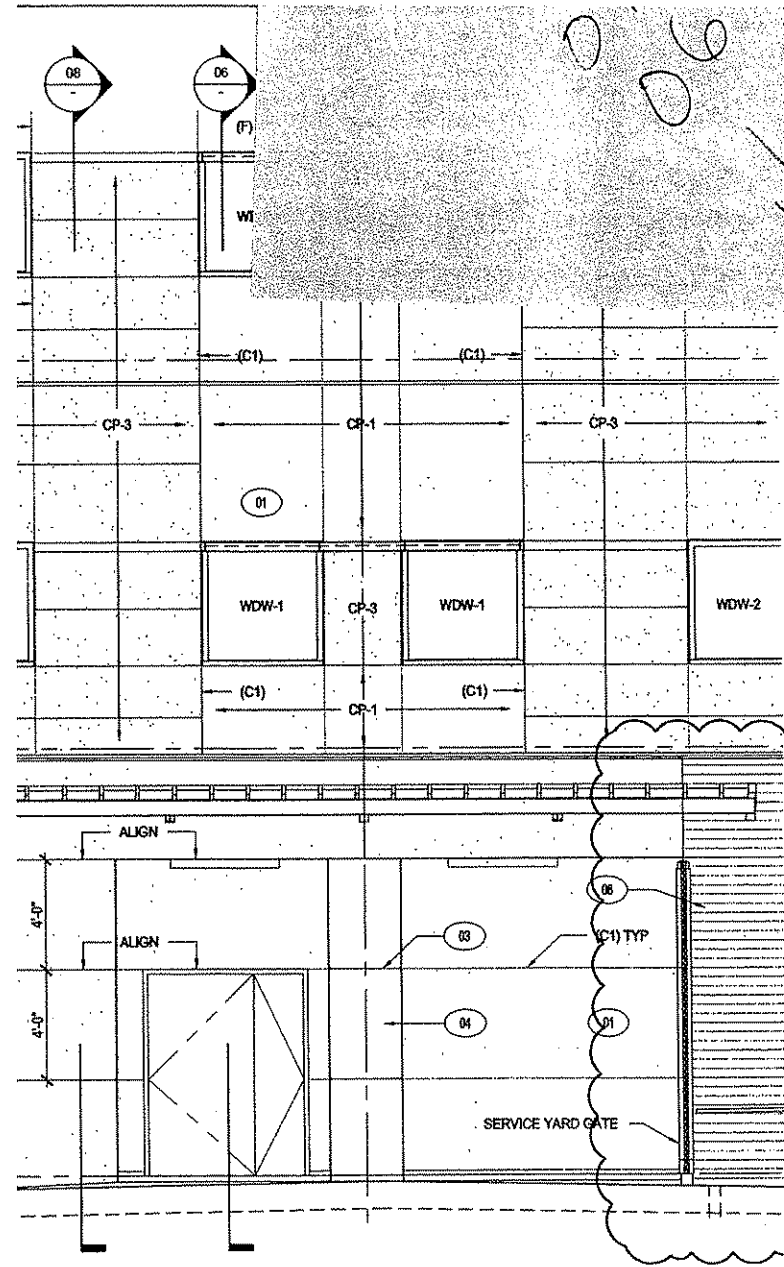 08
-
06
-
(F)
(C1) (C1)
CP-3 CP-1 CP-3
01
WDW-1 CP-3 WDW-1 WDW-2
(C1) (C1)
CP-1
ALIGN
4'-0"
ALIGN
4'-0"
03
(C1) TYP
04
01
SERVICE YARD GATE